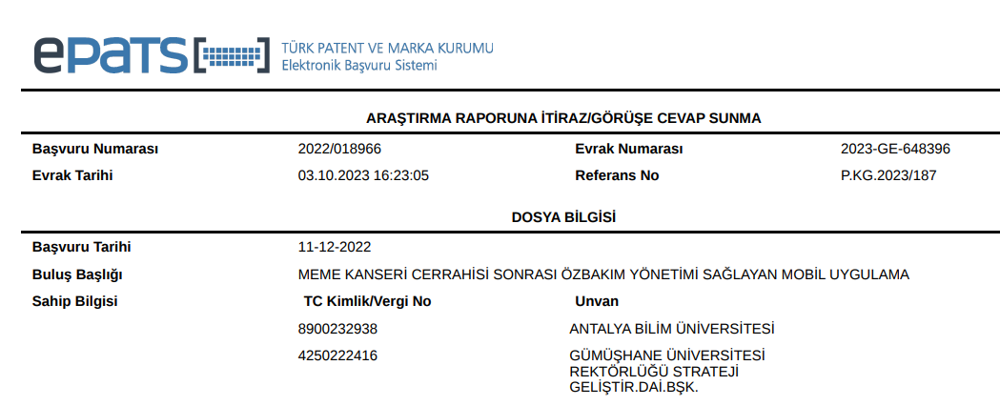 epats TÜRK PATENT VE MARKA KURUMU
Elektronik Başvuru Sistemi
ARAŞTIRMA RAPORUNA İTİRAZ/GÖRÜŞE CEVAP SUNMA
Başvuru Numarası 2022/018966 Evrak Numarası 2023-GE-648396
Evrak Tarihi 03.10.2023 16:23:05 Referans No P.KG.2023/187
DOSYA BİLGİSİ
Başvuru Tarihi 11-12-2022
Buluş Başlığı MEME KANSERİ CERRAHİSİ SONRASI ÖZBAKIM YÖNETİMİ SAĞLAYAN MOBİL UYGULAMA
Sahip Bilgisi TC Kimlik/Vergi No Unvan
8900232938 ANTALYA BİLİM ÜNİVERSİTESİ
4250222416 GÜMÜŞHANE ÜNİVERSİTESİ
REKTÖRLÜĞÜ STRATEJİ
GELİŞTİR.DAİ.BŞK.